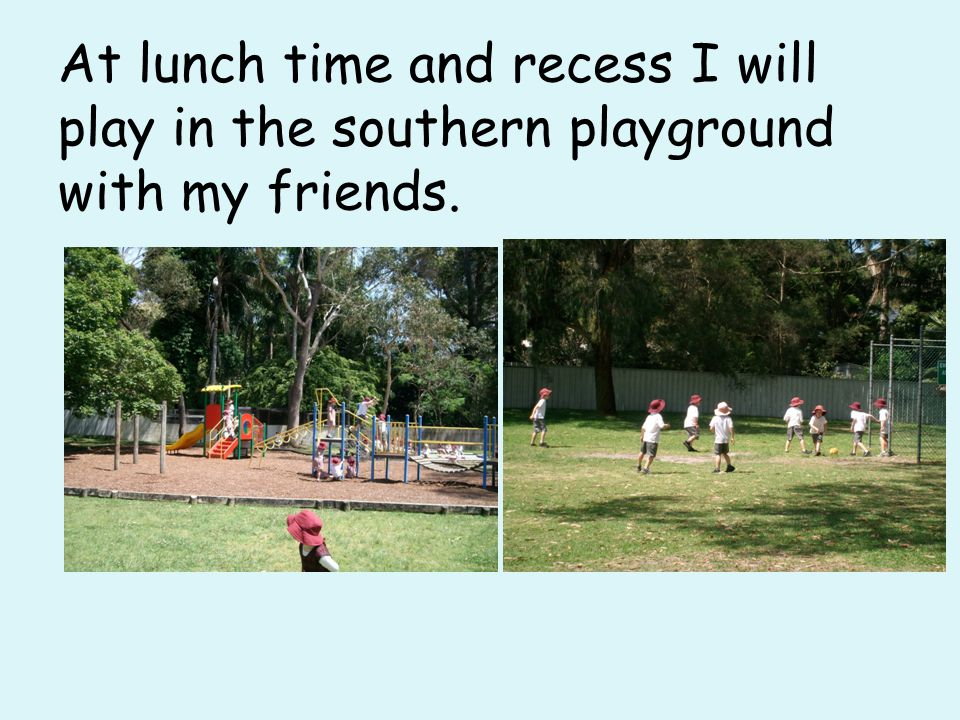 At lunch time and recess I will
play in the southern playground
with my friends.